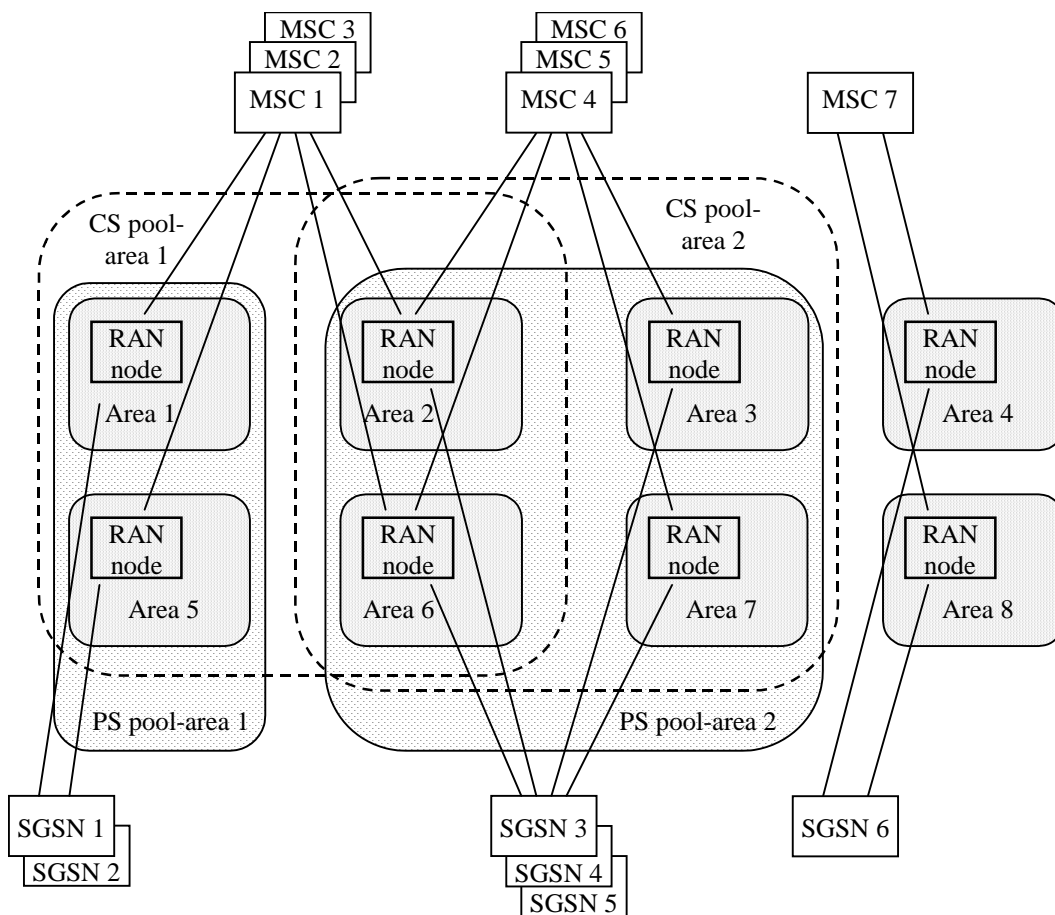 MSC 3
MSC 2
MSC 1
MSC 6
MSC 5
MSC 4
MSC 7
CS pool-
area 1
CS pool-
area 2
RAN
node
Area 1
RAN
node
Area 2
RAN
node
Area 3
RAN
node
Area 4
RAN
node
Area 5
RAN
node
Area 6
RAN
node
Area 7
RAN
node
Area 8
PS pool-area 1
PS pool-area 2
SGSN 1
SGSN 2
SGSN 3
SGSN 4
SGSN 5
SGSN 6